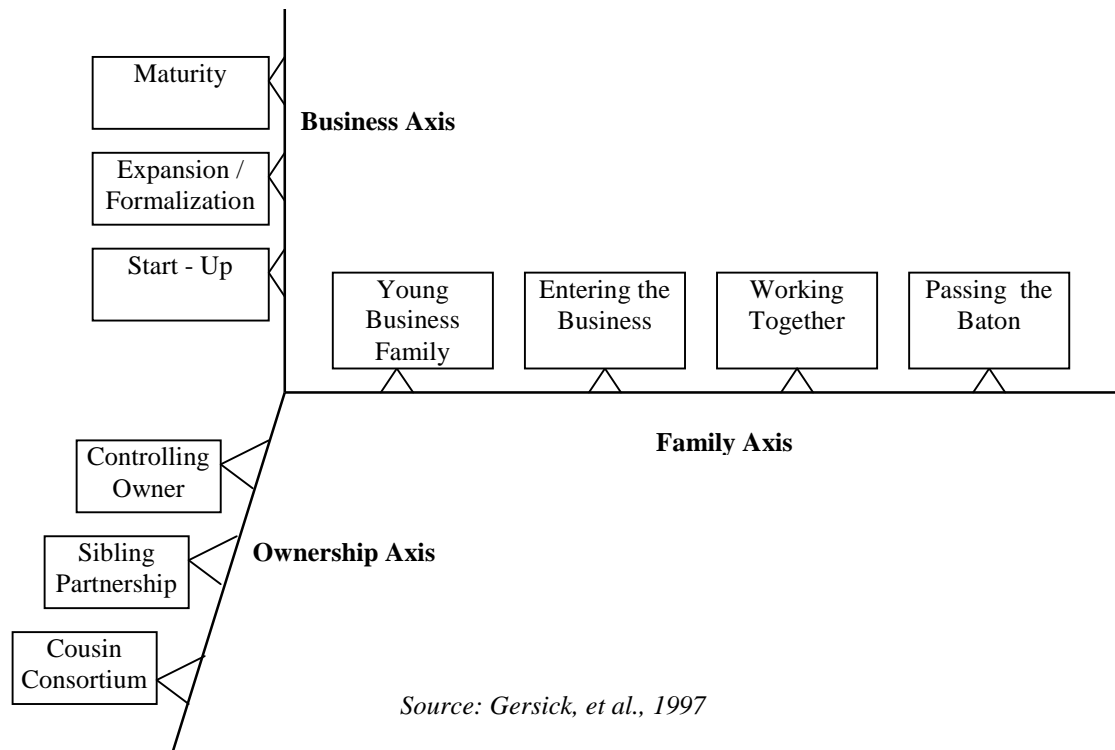 Maturity
Business Axis
Expansion /
Formalization
Start - Up
Young
Business
Family
Entering the
Business
Working
Together
Passing the
Baton
Family Axis
Controlling
Owner
Ownership Axis
Sibling
Partnership
Cousin
Consortium
Source: Gersick, et al., 1997